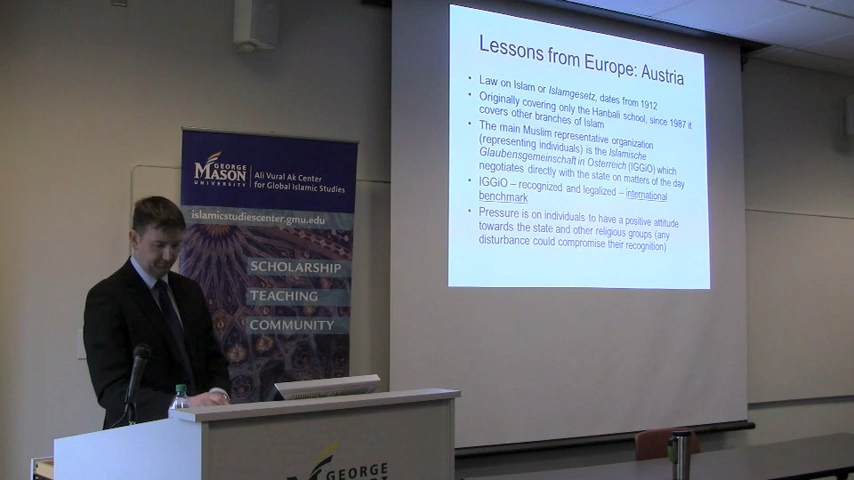 Lessons from Europe: Austria
• Law on Islam or Islamgesetz, dates from 1912
• Originally covering only the Hanbali school, since 1987 it
covers other branches of Islam
• The main Muslim representative organization
(representing individuals) is the Islamische
Glaubensgemeinschaft in Osterreich (IGGiO) which
negotiates directly with the state on matters of the day
• IGGiO – recognized and legalized – international
benchmark
• Pressure is on individuals to have a positive attitude
towards the state and other religious groups (any
disturbance could compromise their recognition)
GEORGE
MASON
UNIVERSITY
Ali Vural Ak Center
for Global Islamic Studies
islamicstudiescenter.gmu.edu
SCHOLARSHIP
TEACHING
COMMUNITY
GEORGE